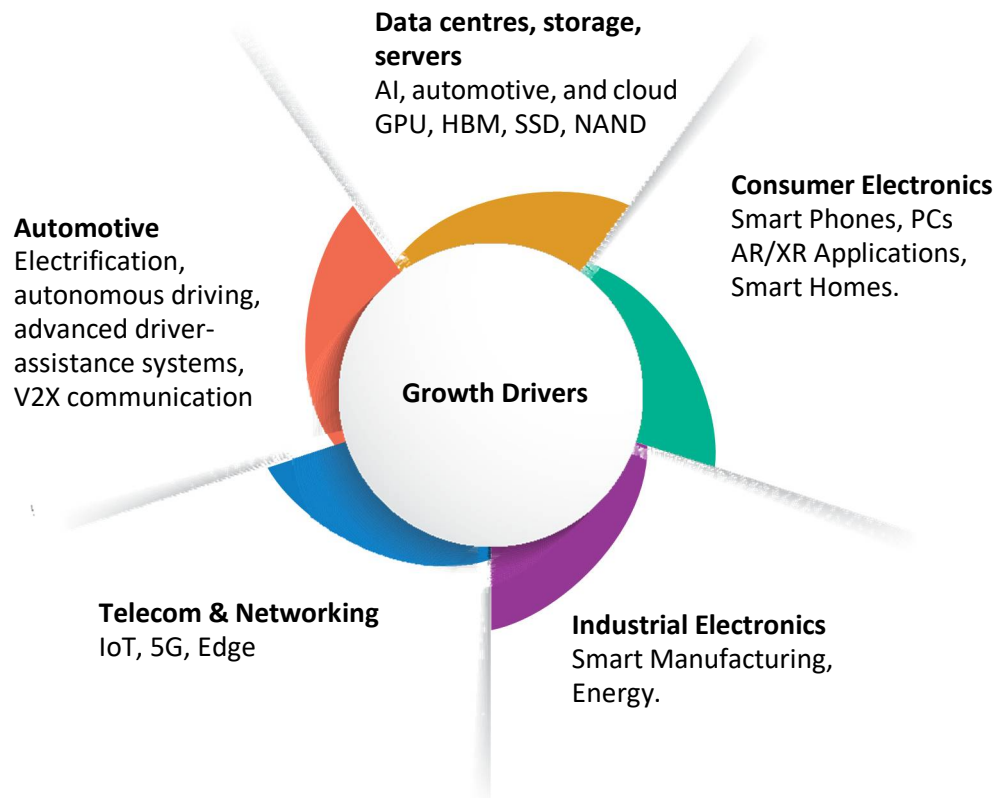 Data centres, storage,
servers
AI, automotive, and cloud
GPU, HBM, SSD, NAND
Consumer Electronics
Smart Phones, PCs
AR/XR Applications,
Smart Homes.
Automotive
Electrification,
autonomous driving,
advanced driver-
assistance systems,
V2X communication
Growth Drivers
Telecom & Networking
IoT, 5G, Edge
Industrial Electronics
Smart Manufacturing,
Energy.